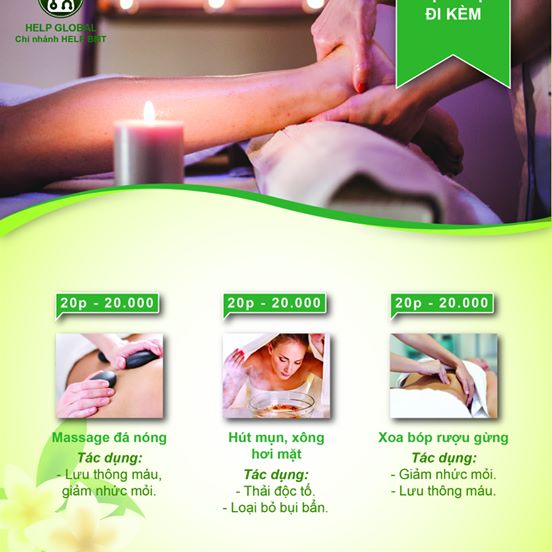 HELP GLOBAL
Chi nhánh HELP BMT
ĐI KÈM
20p - 20.000
20p - 20.000
20p - 20.000
Massage đá nóng
Tác dụng:
- Lưu thông máu,
giảm nhức mỏi.
Hút mụn, xông
hơi mặt
Tác dụng:
- Thải độc tố.
- Loại bỏ bụi bẩn.
Xoa bóp rượu gừng
Tác dụng:
- Giảm nhức mỏi.
- Lưu thông máu.